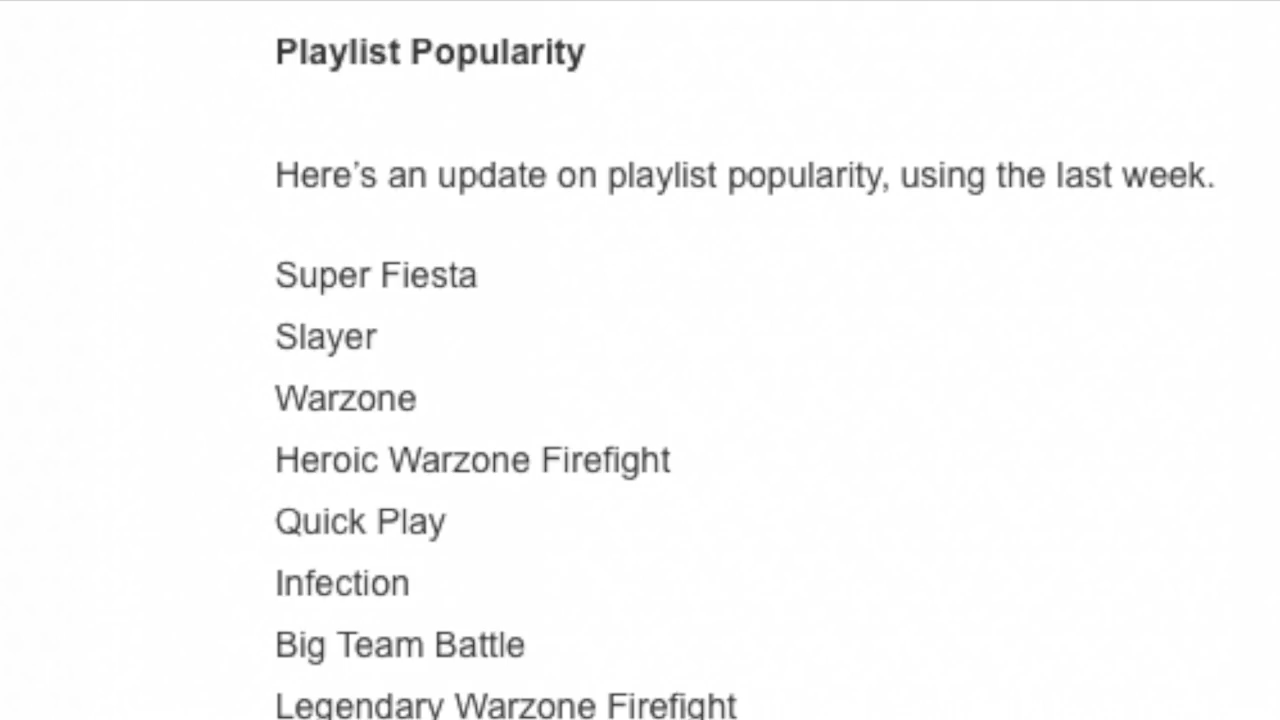 Playlist Popularity
Here’s an update on playlist popularity, using the last week.
Super Fiesta
Slayer
Warzone
Heroic Warzone Firefight
Quick Play
Infection
Big Team Battle
Legendary Warzone Firefight